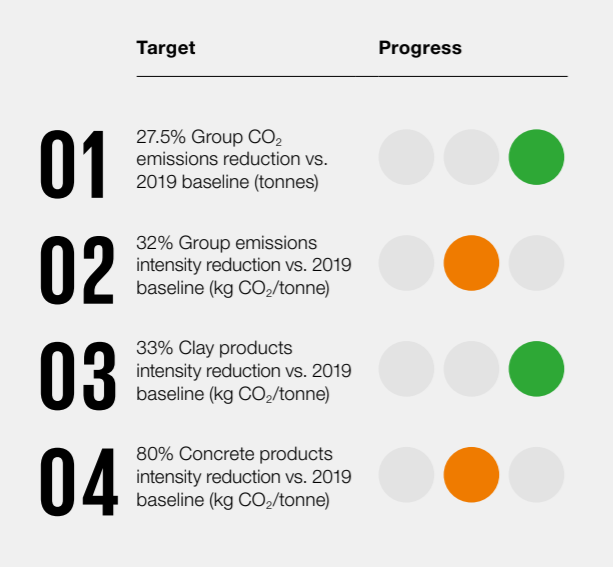 Target Progress
01
27.5% Group CO₂
emissions reduction vs.
2019 baseline (tonnes)
02
32% Group emissions
intensity reduction vs. 2019
baseline (kg CO₂/tonne)
03
33% Clay products
intensity reduction vs. 2019
baseline (kg CO₂/tonne)
04
80% Concrete products
intensity reduction vs. 2019
baseline (kg CO₂/tonne)